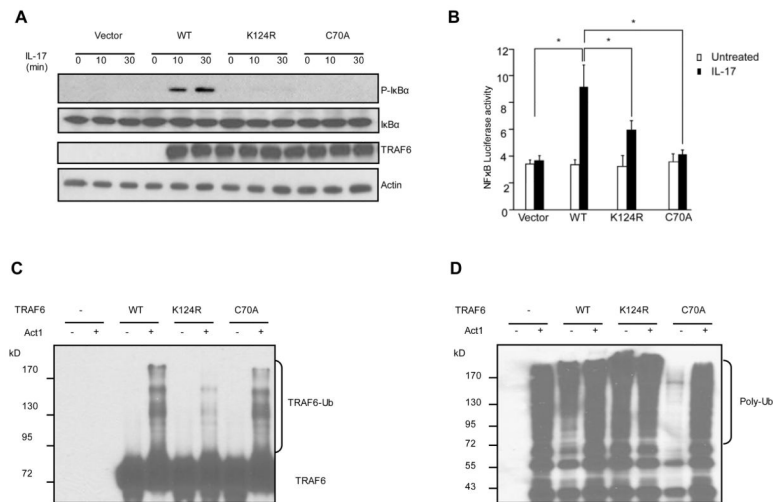 A
Vector WT K124R C70A
IL-17 (min) 0 10 30 0 10 30 0 10 30 0 10 30
P-IκBα
IκBα
TRAF6
Actin
B
* * *
Untreated
IL-17
NFκB Luciferase activity
12
10
8
6
4
2
0
Vector WT K124R C70A
C
TRAF6 - WT K124R C70A
Act1 - + - + - + - +
kD
170
130
95
72
TRAF6-Ub
TRAF6
D
TRAF6 - WT K124R C70A
Act1 - + - + - + - +
kD
170
130
95
72
55
43
Poly-Ub